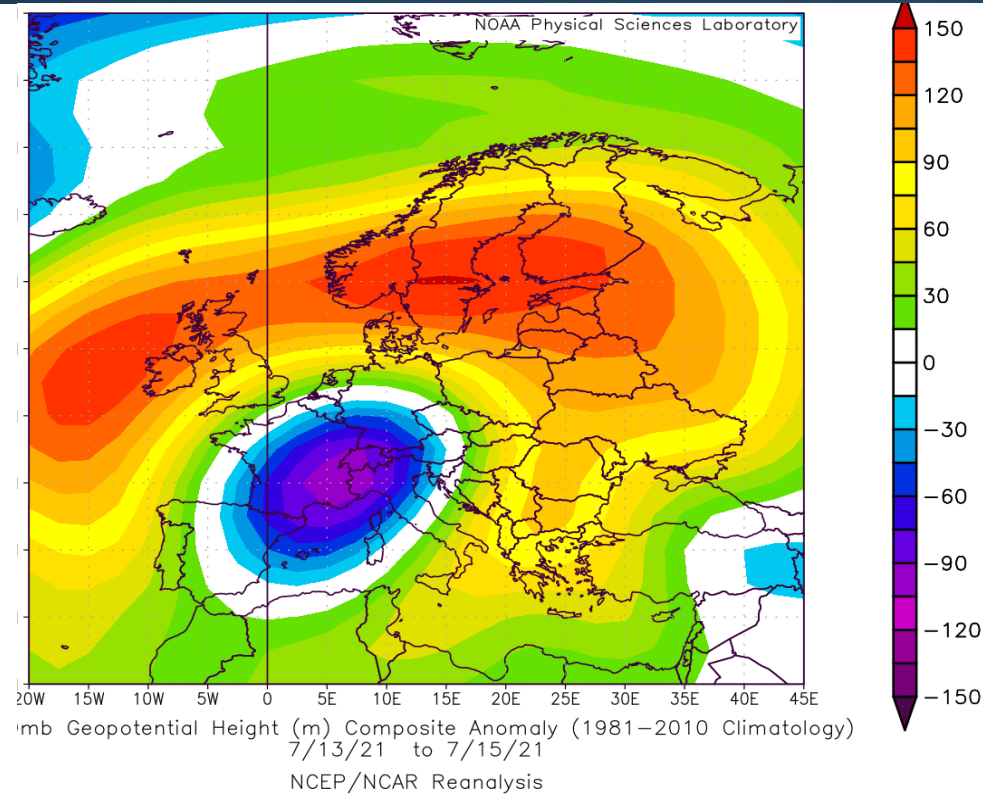 NOAA Physical Sciences Laboratory
150
120
90
60
30
0
−30
−60
−90
−120
−150
20W 15W 10W 5W 0 5E 10E 15E 20E 25E 30E 35E 40E 45E
mb Geopotential Height (m) Composite Anomaly (1981−2010 Climatology)
7/13/21 to 7/15/21
NCEP/NCAR Reanalysis